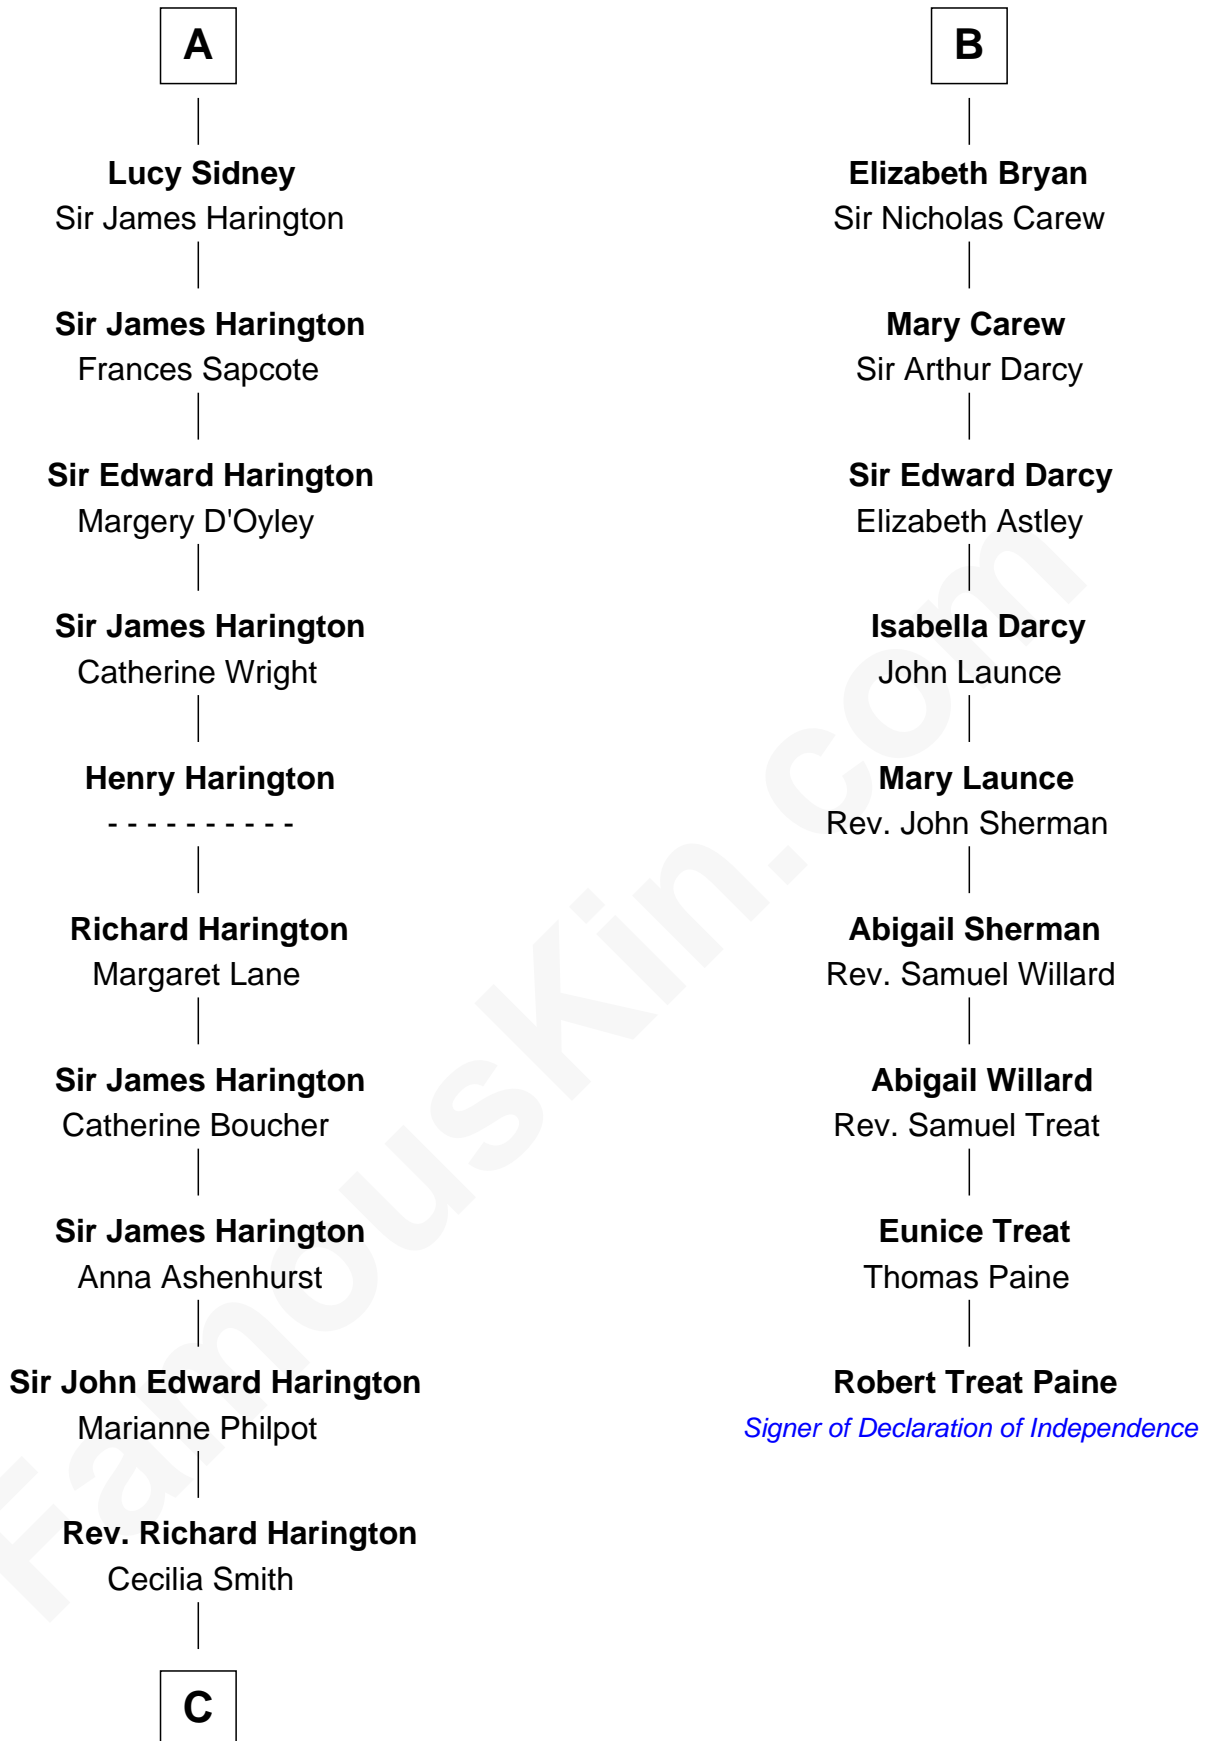 A
Lucy Sidney
Sir James Harington
Sir James Harington
Frances Sapcote
Sir Edward Harington
Margery D'Oyley
Sir James Harington
Catherine Wright
Henry Harington
- - - - - - - - - -
Richard Harington
Margaret Lane
Sir James Harington
Catherine Boucher
Sir James Harington
Anna Ashenhurst
Sir John Edward Harington
Marianne Philpot
Rev. Richard Harington
Cecilia Smith
C
B
Elizabeth Bryan
Sir Nicholas Carew
Mary Carew
Sir Arthur Darcy
Sir Edward Darcy
Elizabeth Astley
Isabella Darcy
John Launce
Mary Launce
Rev. John Sherman
Abigail Sherman
Rev. Samuel Willard
Abigail Willard
Rev. Samuel Treat
Eunice Treat
Thomas Paine
Robert Treat Paine
Signer of Declaration of Independence
FamousKin.com